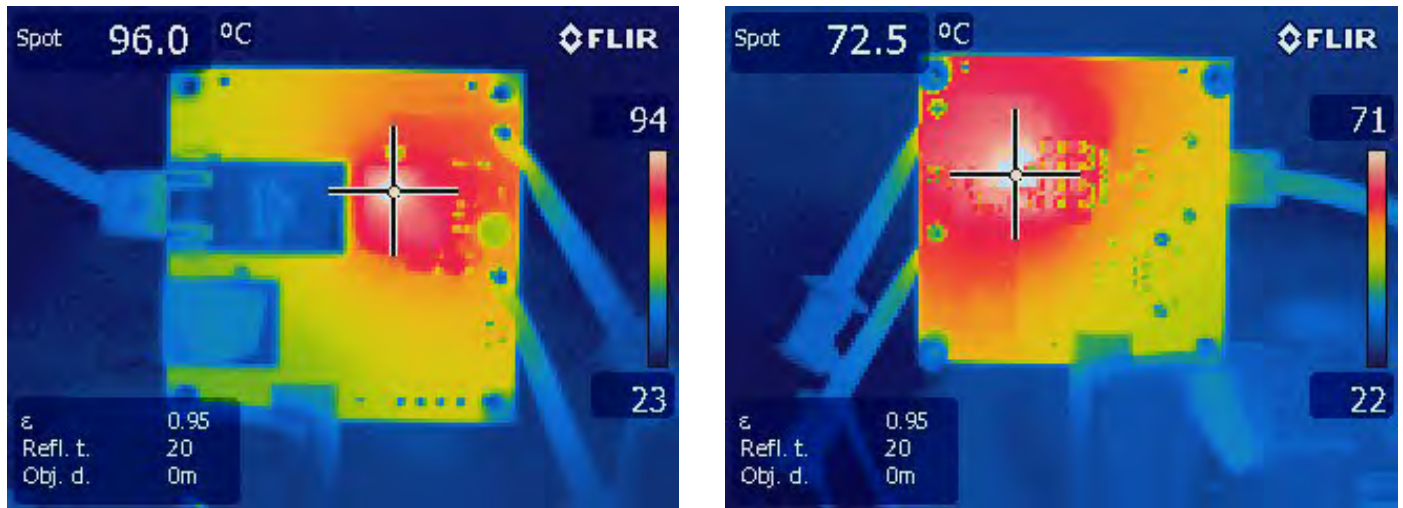 Spot 96.0 °C FLIR
94
23
ε 0.95
Refl. t. 20
Obj. d. 0m
Spot 72.5 °C FLIR
71
22
ε 0.95
Refl. t. 20
Obj. d. 0m